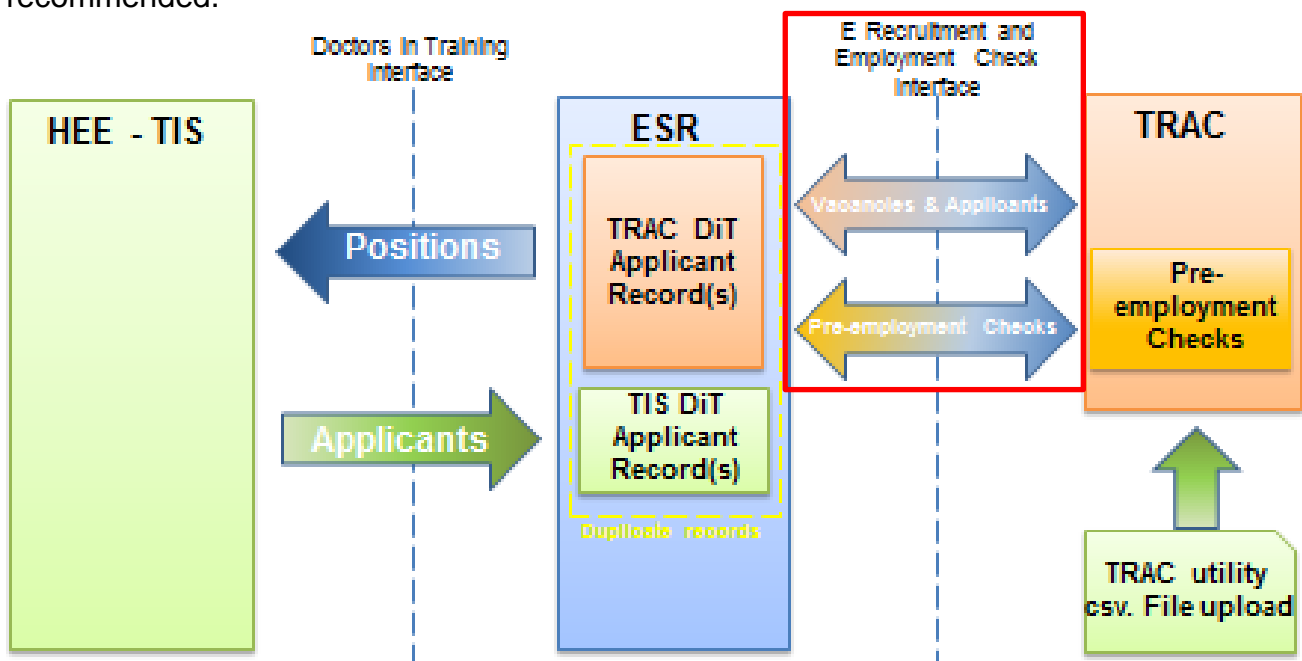 recommended.
Doctors in Training
Interface
E Recruitment and
Employment Check
Interface
HEE - TIS
ESR
TRAC
Positions
TRAC DiT
Applicant
Record(s)
Vacancies & Applicants
Pre-employment Checks
Pre-
employment
Checks
Applicants
TIS DiT
Applicant
Record(s)
Duplicate records
TRAC utility
csv. File upload